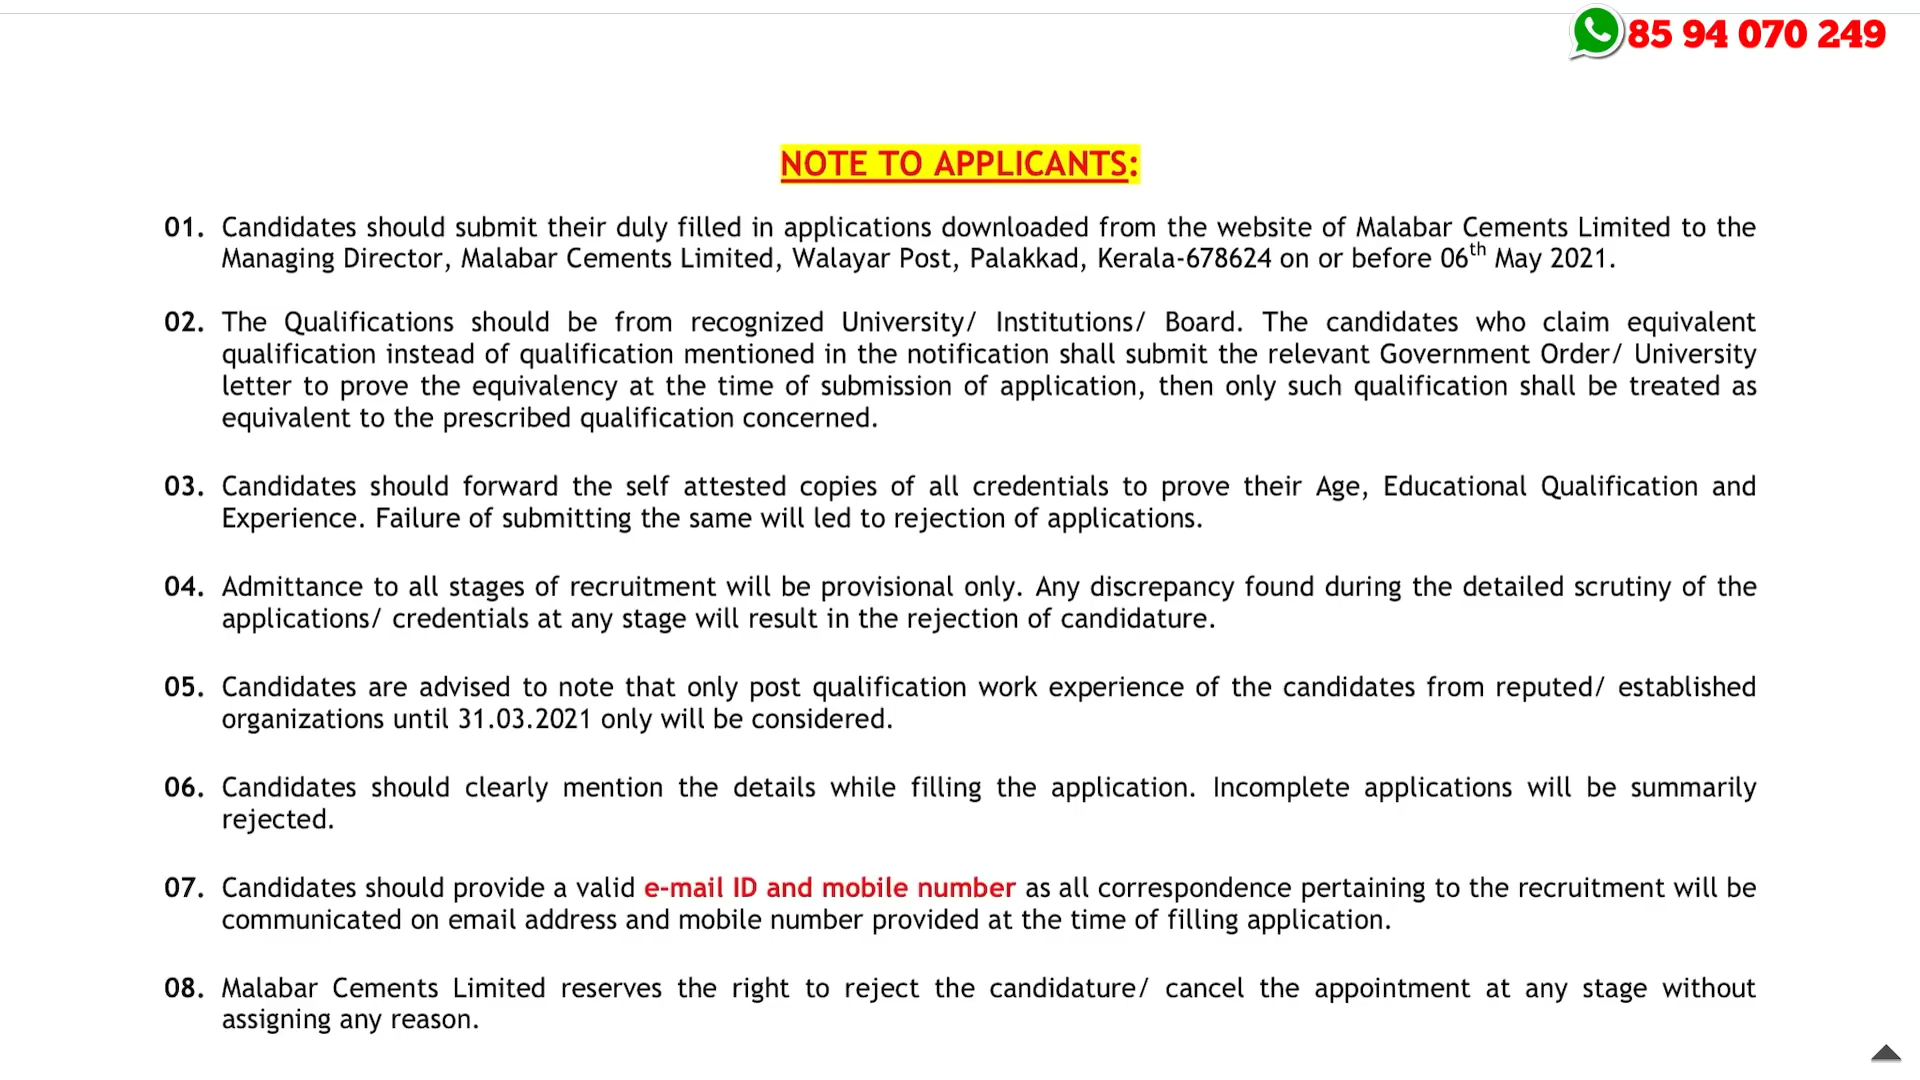 85 94 070 249
NOTE TO APPLICANTS:
01. Candidates should submit their duly filled in applications downloaded from the website of Malabar Cements Limited to the
Managing Director, Malabar Cements Limited, Walayar Post, Palakkad, Kerala-678624 on or before 06th May 2021.
02. The Qualifications should be from recognized University/ Institutions/ Board. The candidates who claim equivalent
qualification instead of qualification mentioned in the notification shall submit the relevant Government Order/ University
letter to prove the equivalency at the time of submission of application, then only such qualification shall be treated as
equivalent to the prescribed qualification concerned.
03. Candidates should forward the self attested copies of all credentials to prove their Age, Educational Qualification and
Experience. Failure of submitting the same will led to rejection of applications.
04. Admittance to all stages of recruitment will be provisional only. Any discrepancy found during the detailed scrutiny of the
applications/ credentials at any stage will result in the rejection of candidature.
05. Candidates are advised to note that only post qualification work experience of the candidates from reputed/ established
organizations until 31.03.2021 only will be considered.
06. Candidates should clearly mention the details while filling the application. Incomplete applications will be summarily
rejected.
07. Candidates should provide a valid e-mail ID and mobile number as all correspondence pertaining to the recruitment will be
communicated on email address and mobile number provided at the time of filling application.
08. Malabar Cements Limited reserves the right to reject the candidature/ cancel the appointment at any stage without
assigning any reason.